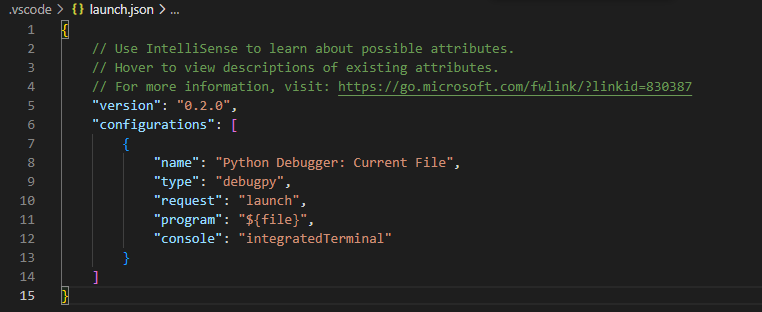 .vscode > {} launch.json > ...
1 {
2     // Use IntelliSense to learn about possible attributes.
3     // Hover to view descriptions of existing attributes.
4     // For more information, visit: https://go.microsoft.com/fwlink/?linkid=830387
5     "version": "0.2.0",
6     "configurations": [
7         {
8             "name": "Python Debugger: Current File",
9             "type": "debugpy",
10             "request": "launch",
11             "program": "${file}",
12             "console": "integratedTerminal"
13         }
14     ]
15 }